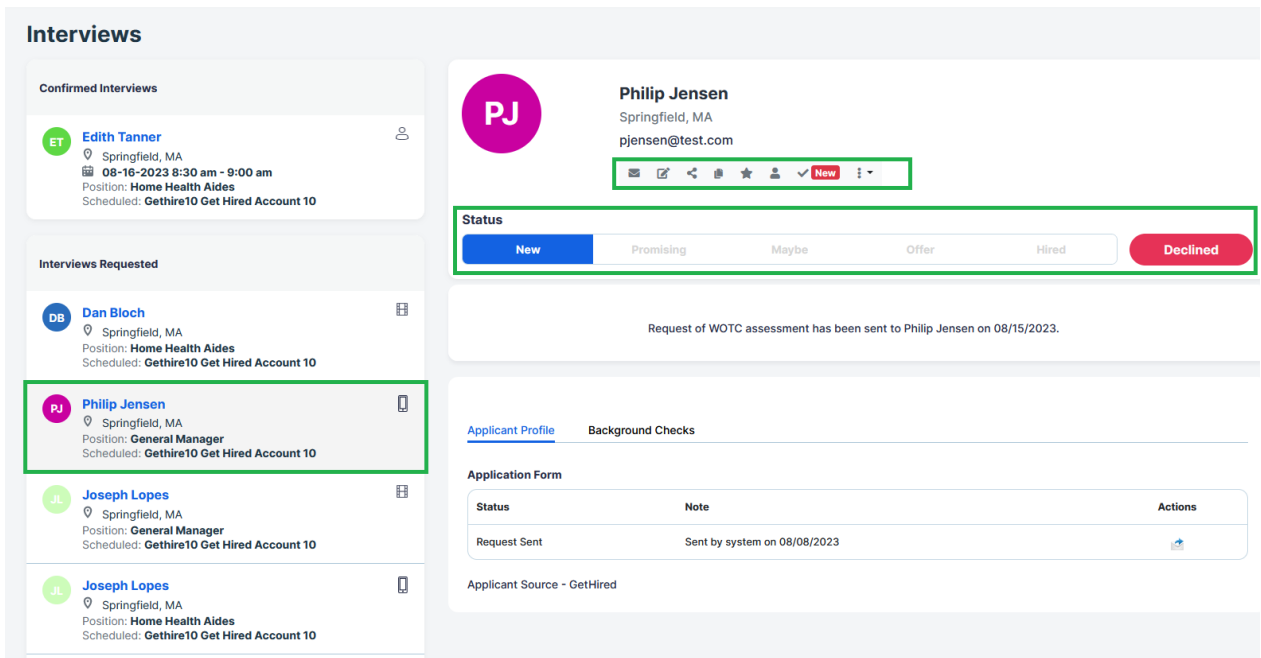 Interviews
Confirmed Interviews
ET
Edith Tanner
Springfield, MA
08-16-2023 8:30 am - 9:00 am
Position: Home Health Aides
Scheduled: Gethire10 Get Hired Account 10
Interviews Requested
DB
Dan Bloch
Springfield, MA
Position: Home Health Aides
Scheduled: Gethire10 Get Hired Account 10
PJ
Philip Jensen
Springfield, MA
Position: General Manager
Scheduled: Gethire10 Get Hired Account 10
JL
Joseph Lopes
Springfield, MA
Position: General Manager
Scheduled: Gethire10 Get Hired Account 10
JL
Joseph Lopes
Springfield, MA
Position: Home Health Aides
Scheduled: Gethire10 Get Hired Account 10
PJ
Philip Jensen
Springfield, MA
pjensen@test.com
New
Status
New Promising Maybe Offer Hired Declined
Request of WOTC assessment has been sent to Philip Jensen on 08/15/2023.
Applicant Profile Background Checks
Application Form
Status Note Actions
Request Sent Sent by system on 08/08/2023
Applicant Source - GetHired